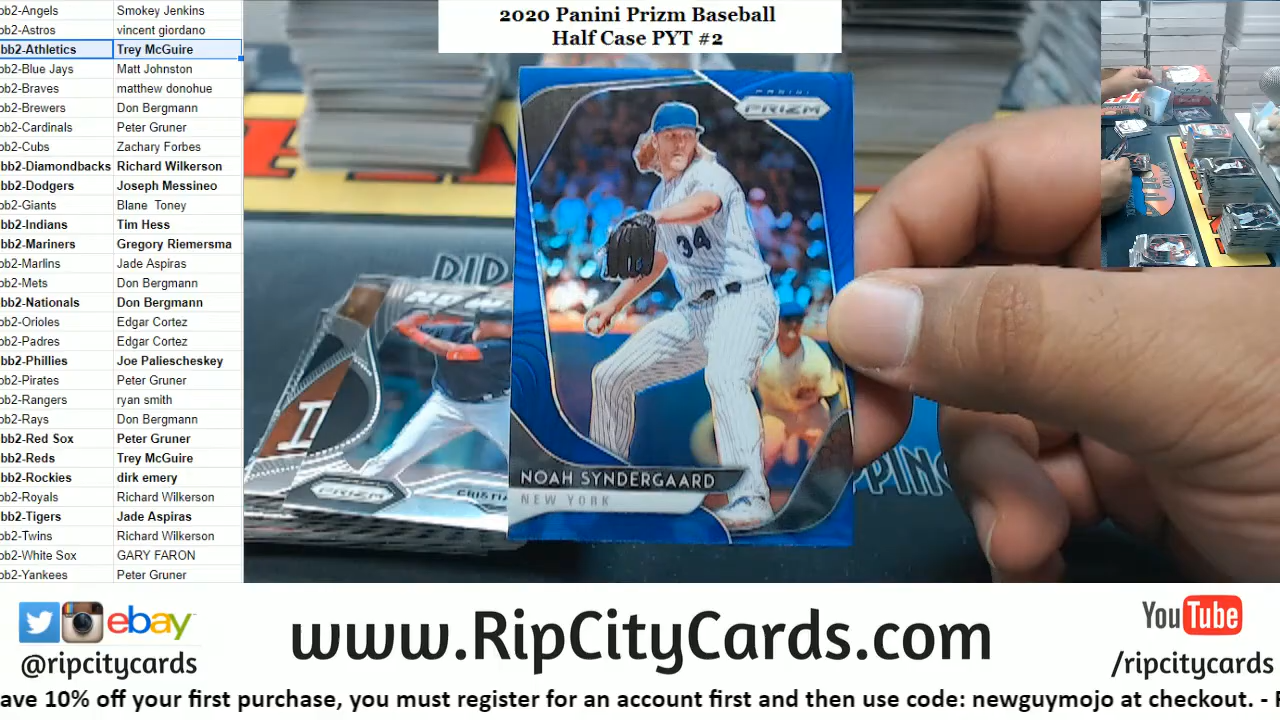 2020 Panini Prizm Baseball
Half Case PYT #2
bb2-Angels Smokey Jenkins
bb2-Astros vincent giordano
bb2-Athletics Trey McGuire
bb2-Blue Jays Matt Johnston
bb2-Braves matthew donohue
bb2-Brewers Don Bergmann
bb2-Cardinals Peter Gruner
bb2-Cubs Zachary Forbes
bb2-Diamondbacks Richard Wilkerson
bb2-Dodgers Joseph Messineo
bb2-Giants Blane Toney
bb2-Indians Tim Hess
bb2-Mariners Gregory Riemersma
bb2-Marlins Jade Aspiras
bb2-Mets Don Bergmann
bb2-Nationals Don Bergmann
bb2-Orioles Edgar Cortez
bb2-Padres Edgar Cortez
bb2-Phillies Joe Paliescheskey
bb2-Pirates Peter Gruner
bb2-Rangers ryan smith
bb2-Rays Don Bergmann
bb2-Red Sox Peter Gruner
bb2-Reds Trey McGuire
bb2-Rockies dirk emery
bb2-Royals Richard Wilkerson
bb2-Tigers Jade Aspiras
bb2-Twins Richard Wilkerson
bb2-White Sox GARY FARON
bb2-Yankees Peter Gruner
PANINI
PRIZM
34
NOAH SYNDERGAARD
NEW YORK
DID
PRIZM
CRISTIA
PPING
ebay
@ripcitycards
www.RipCityCards.com
YouTube
/ripcitycards
ave 10% off your first purchase, you must register for an account first and then use code: newguymojo at checkout. -